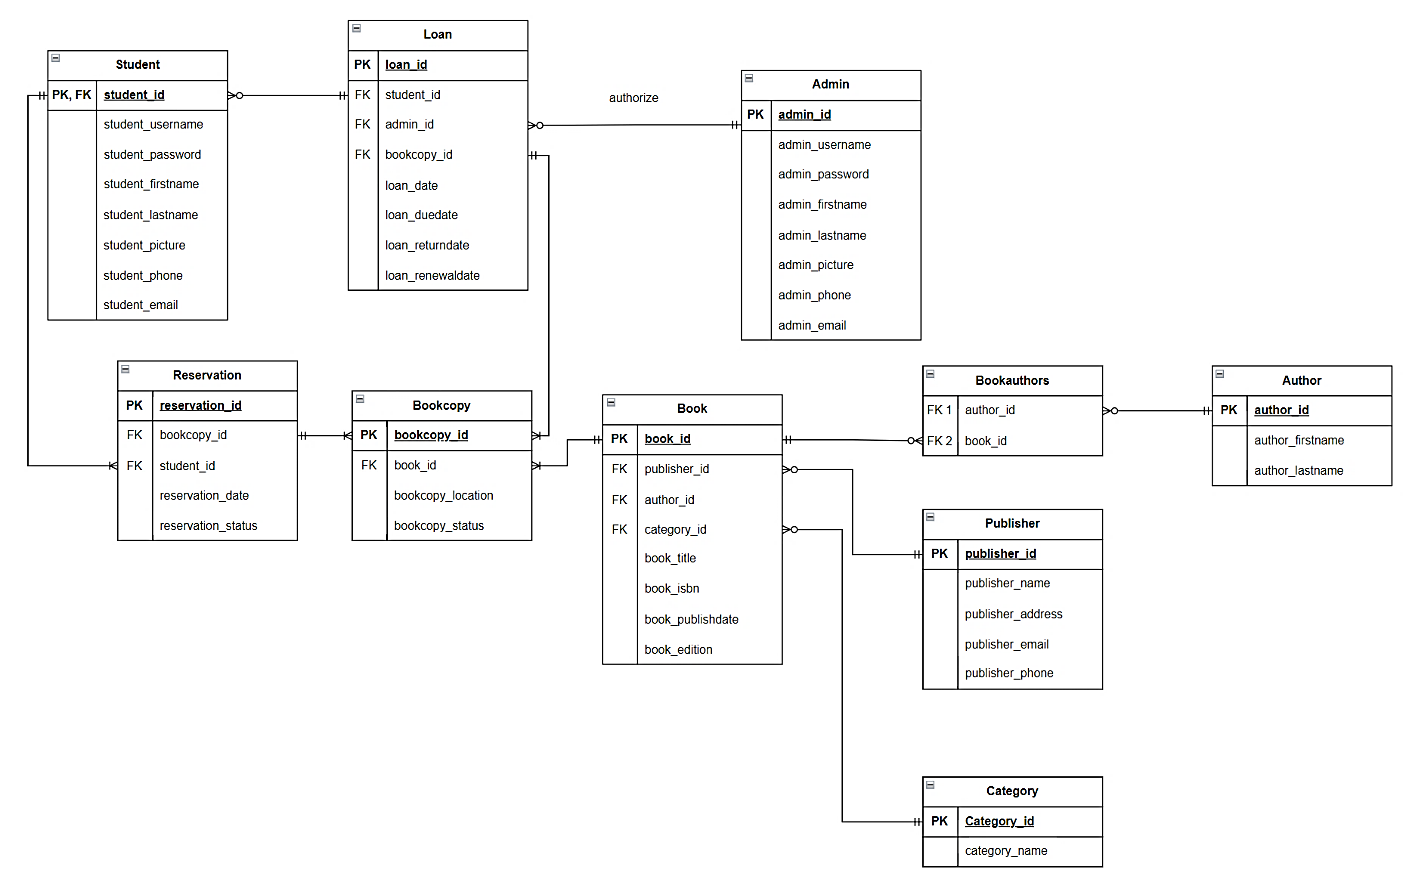 Student
PK, FK student_id
student_username
student_password
student_firstname
student_lastname
student_picture
student_phone
student_email
Loan
PK loan_id
FK student_id
FK admin_id
FK bookcopy_id
loan_date
loan_duedate
loan_returndate
loan_renewaldate
authorize
Admin
PK admin_id
admin_username
admin_password
admin_firstname
admin_lastname
admin_picture
admin_phone
admin_email
Reservation
PK reservation_id
FK bookcopy_id
FK student_id
reservation_date
reservation_status
Bookcopy
PK bookcopy_id
FK book_id
bookcopy_location
bookcopy_status
Book
PK book_id
FK publisher_id
FK author_id
FK category_id
book_title
book_isbn
book_publishdate
book_edition
Bookauthors
FK 1 author_id
FK 2 book_id
Author
PK author_id
author_firstname
author_lastname
Publisher
PK publisher_id
publisher_name
publisher_address
publisher_email
publisher_phone
Category
PK Category_id
category_name